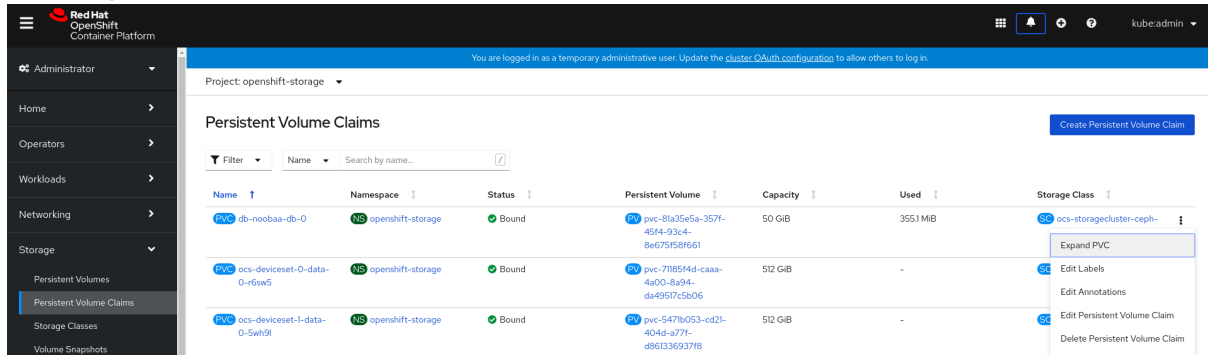 Red Hat
OpenShift
Container Platform
kube:admin
Administrator
You are logged in as a temporary administrative user. Update the cluster OAuth configuration to allow others to log in.
Project: openshift-storage
Home
Operators
Workloads
Networking
Storage
Persistent Volumes
Persistent Volume Claims
Storage Classes
Volume Snapshots
Persistent Volume Claims
Create Persistent Volume Claim
Filter Name Search by name... /
Name Namespace Status Persistent Volume Capacity Used Storage Class
PVC db-noobaa-db-0 NS openshift-storage Bound PV pvc-81a35e5a-357f- 50 GiB 355.1 MiB SC ocs-storagecluster-ceph-
45f4-93c4-
8e675f58f661
PVC ocs-deviceset-0-data- NS openshift-storage Bound PV pvc-71185f4d-caaa- 512 GiB - SC
0-r6sw5 4a00-8a94-
da49517c5b06
PVC ocs-deviceset-1-data- NS openshift-storage Bound PV pvc-5471b053-cd21- 512 GiB - SC
0-5wh9l 404d-a77f-
d861336937f8
Expand PVC
Edit Labels
Edit Annotations
Edit Persistent Volume Claim
Delete Persistent Volume Claim